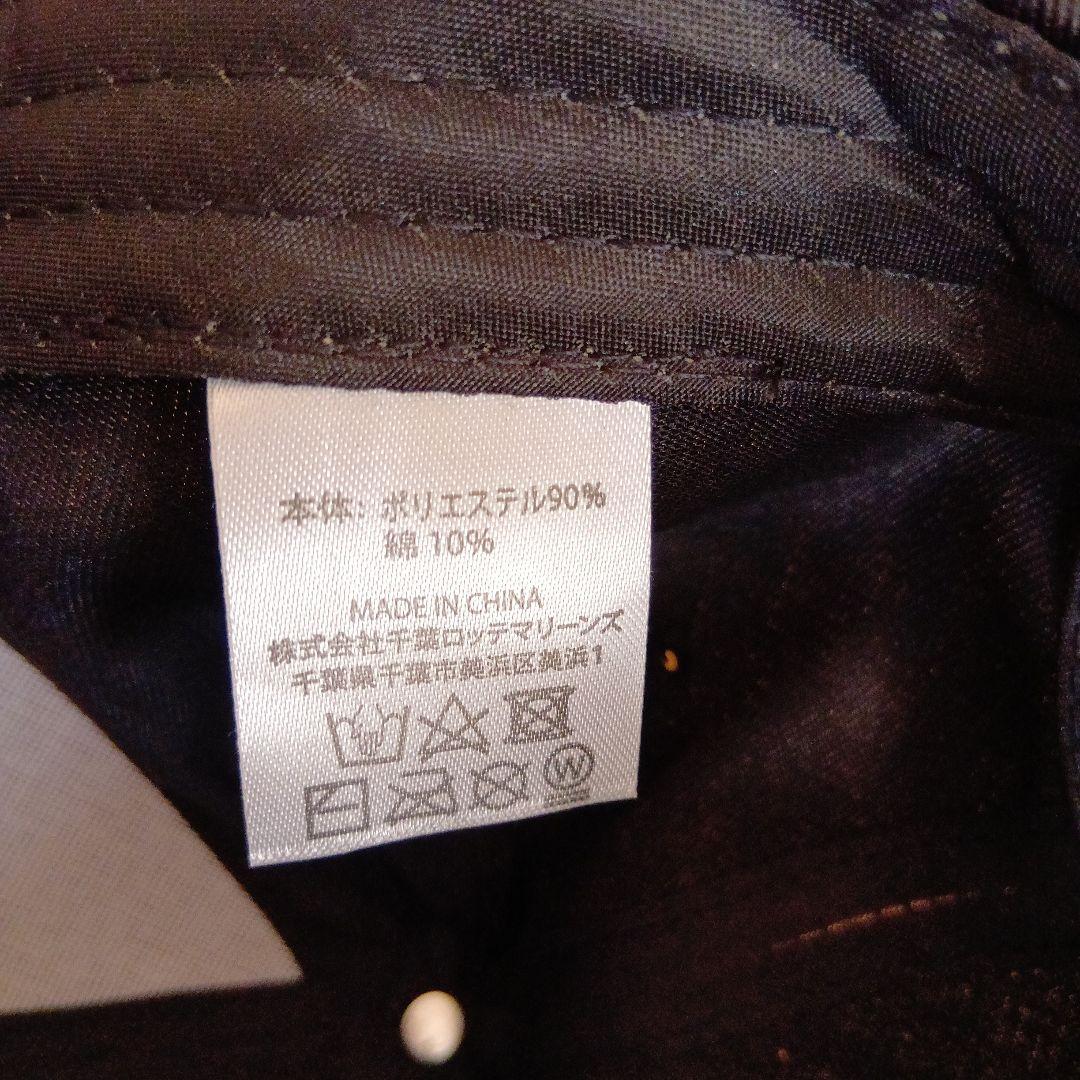 本体: ポリエステル90%
綿 10%
MADE IN CHINA
株式会社千葉ロッテマリーンズ
千葉県千葉市美浜区美浜1
W